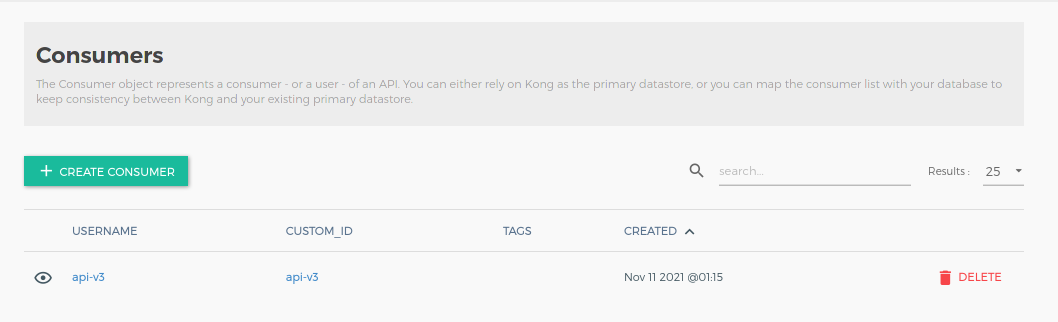 Consumers
The Consumer object represents a consumer - or a user - of an API. You can either rely on Kong as the primary datastore, or you can map the consumer list with your database to
keep consistency between Kong and your existing primary datastore.
+ CREATE CONSUMER
search...
Results :
25
USERNAME CUSTOM_ID TAGS CREATED
api-v3 api-v3 Nov 11 2021 @01:15 DELETE